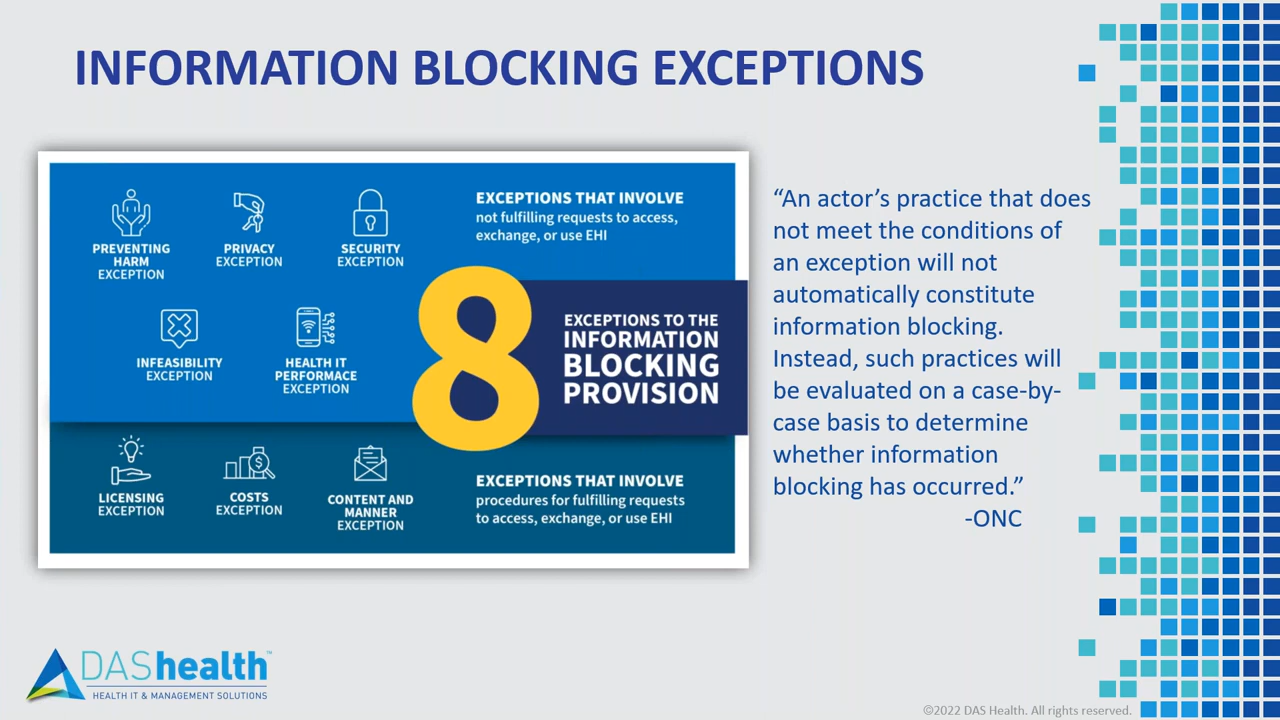 INFORMATION BLOCKING EXCEPTIONS
PREVENTING
HARM
EXCEPTION
PRIVACY
EXCEPTION
SECURITY
EXCEPTION
EXCEPTIONS THAT INVOLVE
not fulfilling requests to access,
exchange, or use EHI
INFEASIBILITY
EXCEPTION
HEALTH IT
PERFORMACE
EXCEPTION
8
EXCEPTIONS TO THE
INFORMATION
BLOCKING
PROVISION
LICENSING
EXCEPTION
COSTS
EXCEPTION
CONTENT AND
MANNER
EXCEPTION
EXCEPTIONS THAT INVOLVE
procedures for fulfilling requests
to access, exchange, or use EHI
“An actor’s practice that does
not meet the conditions of
an exception will not
automatically constitute
information blocking.
Instead, such practices will
be evaluated on a case-by-
case basis to determine
whether information
blocking has occurred.”
-ONC
DAShealth™
HEALTH IT & MANAGEMENT SOLUTIONS
©2022 DAS Health. All rights reserved.